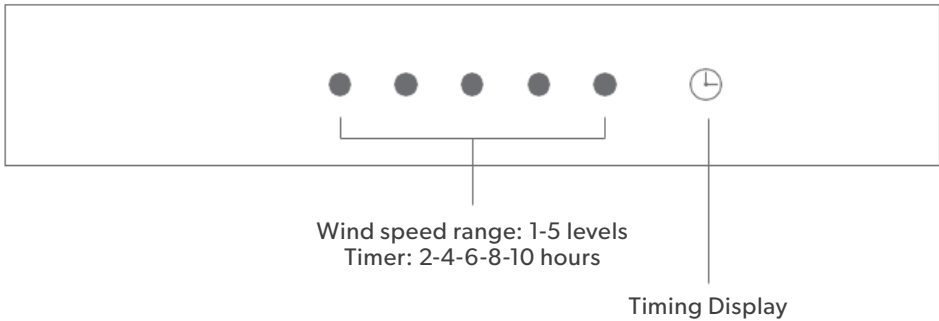 Wind speed range: 1-5 levels
Timer: 2-4-6-8-10 hours
Timing Display